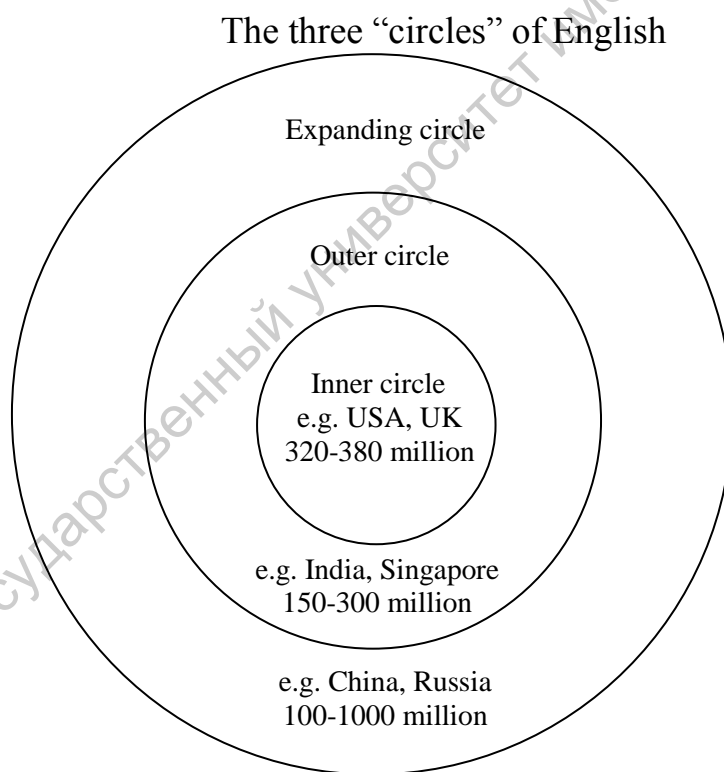 The three “circles” of English
Expanding circle
Outer circle
Inner circle
e.g. USA, UK
320-380 million
e.g. India, Singapore
150-300 million
e.g. China, Russia
100-1000 million
университет